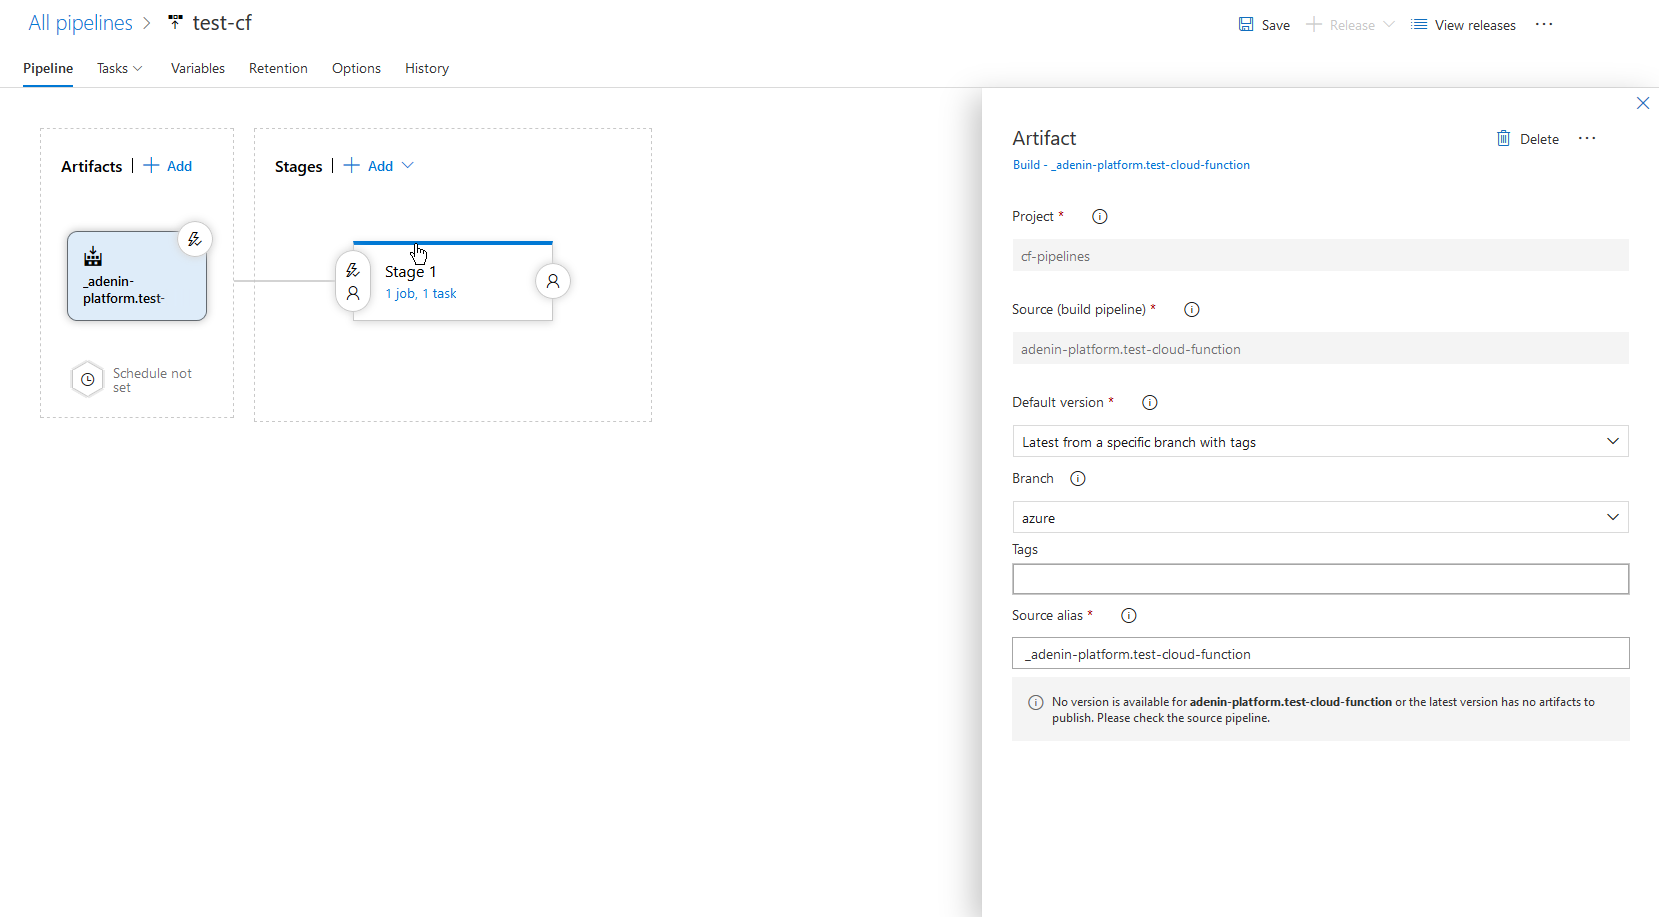 All pipelines > test-cf
Save Release View releases ...
Pipeline Tasks Variables Retention Options History
Artifacts | Add
Stages | Add
_adenin-
platform.test-
Schedule not
set
Stage 1
1 job, 1 task
Artifact
Delete ...
Build - _adenin-platform.test-cloud-function
Project *
cf-pipelines
Source (build pipeline) *
adenin-platform.test-cloud-function
Default version *
Latest from a specific branch with tags
Branch
azure
Tags
Source alias *
_adenin-platform.test-cloud-function
No version is available for adenin-platform.test-cloud-function or the latest version has no artifacts to
publish. Please check the source pipeline.